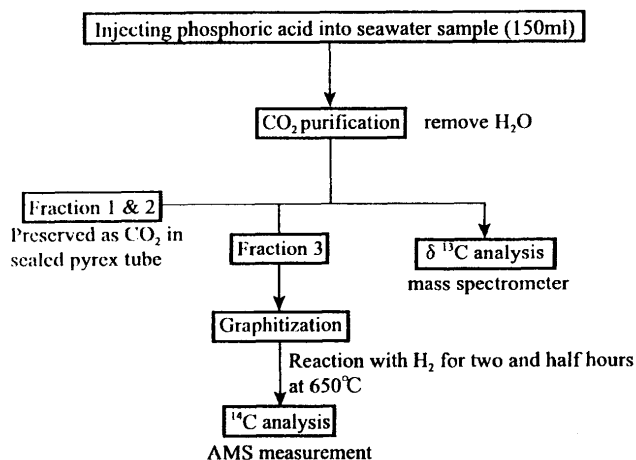 Injecting phosphoric acid into seawater sample (150ml)
CO₂ purification remove H₂O
Fraction 1 & 2
Preserved as CO₂ in
sealed pyrex tube
Fraction 3
δ ¹³C analysis
mass spectrometer
Graphitization
Reaction with H₂ for two and half hours
at 650℃
¹⁴C analysis
AMS measurement